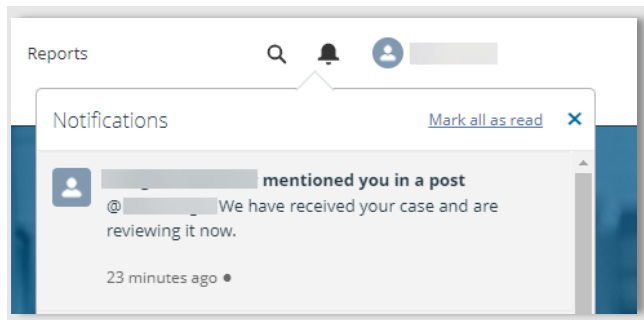 Reports
Notifications
Mark all as read
mentioned you in a post
@ We have received your case and are
reviewing it now.
23 minutes ago